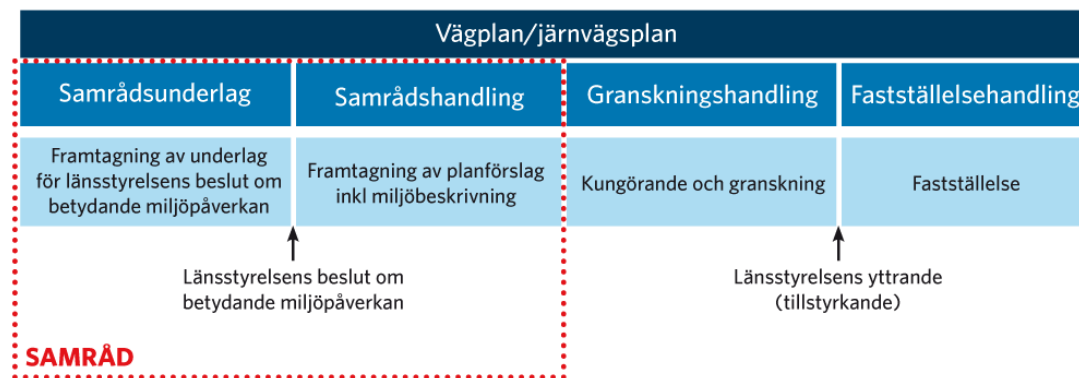 Vägplan/järnvägsplan
Samrådsunderlag
Samrådshandling
Granskningshandling
Fastställelsehandling
Framtagning av underlag
för länsstyrelsens beslut om
betydande miljöpåverkan
Framtagning av planförslag
inkl miljöbeskrivning
Kungörande och granskning
Fastställelse
Länsstyrelsens beslut om
betydande miljöpåverkan
Länsstyrelsens yttrande
(tillstyrkande)
SAMRÅD